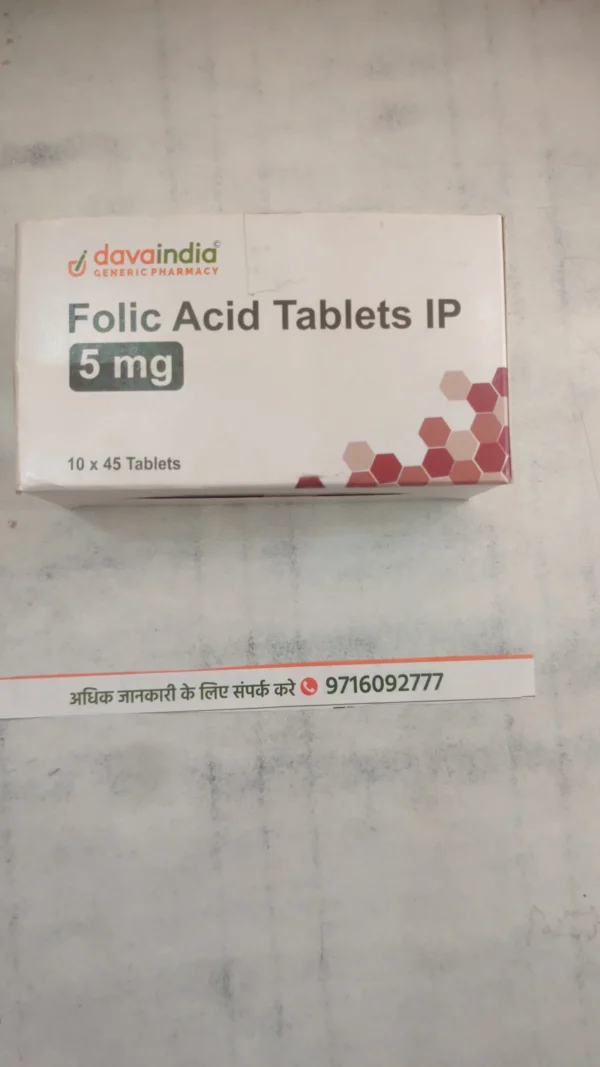 davaindia©
GENERIC PHARMACY
Folic Acid Tablets IP
5 mg
10 x 45 Tablets
अधिक जानकारी के लिए संपर्क करे 9716092777